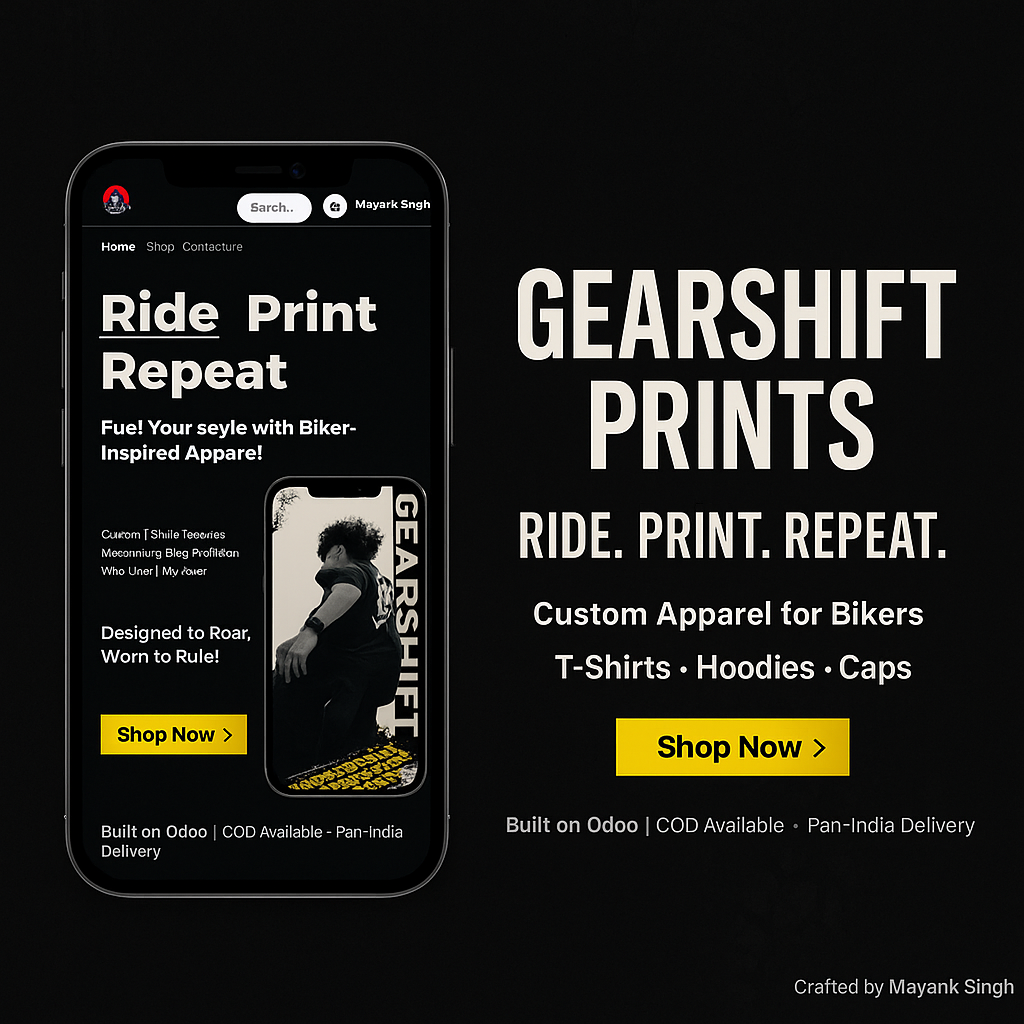 Sarch..
Mayark Sngh
Home Shop Contacture
Ride Print
Repeat
Fue! Your seyle with Biker-
Inspired Appare!
Who
My
Designed to Roar,
Worn to Rule!
Shop Now >
GEARSHIFT
Built on Odoo | COD Available - Pan-India
Delivery
GEARSHIFT
PRINTS
RIDE. PRINT. REPEAT.
Custom Apparel for Bikers
T-Shirts • Hoodies • Caps
Shop Now >
Built on Odoo | COD Available • Pan-India Delivery
Crafted by Mayank Singh